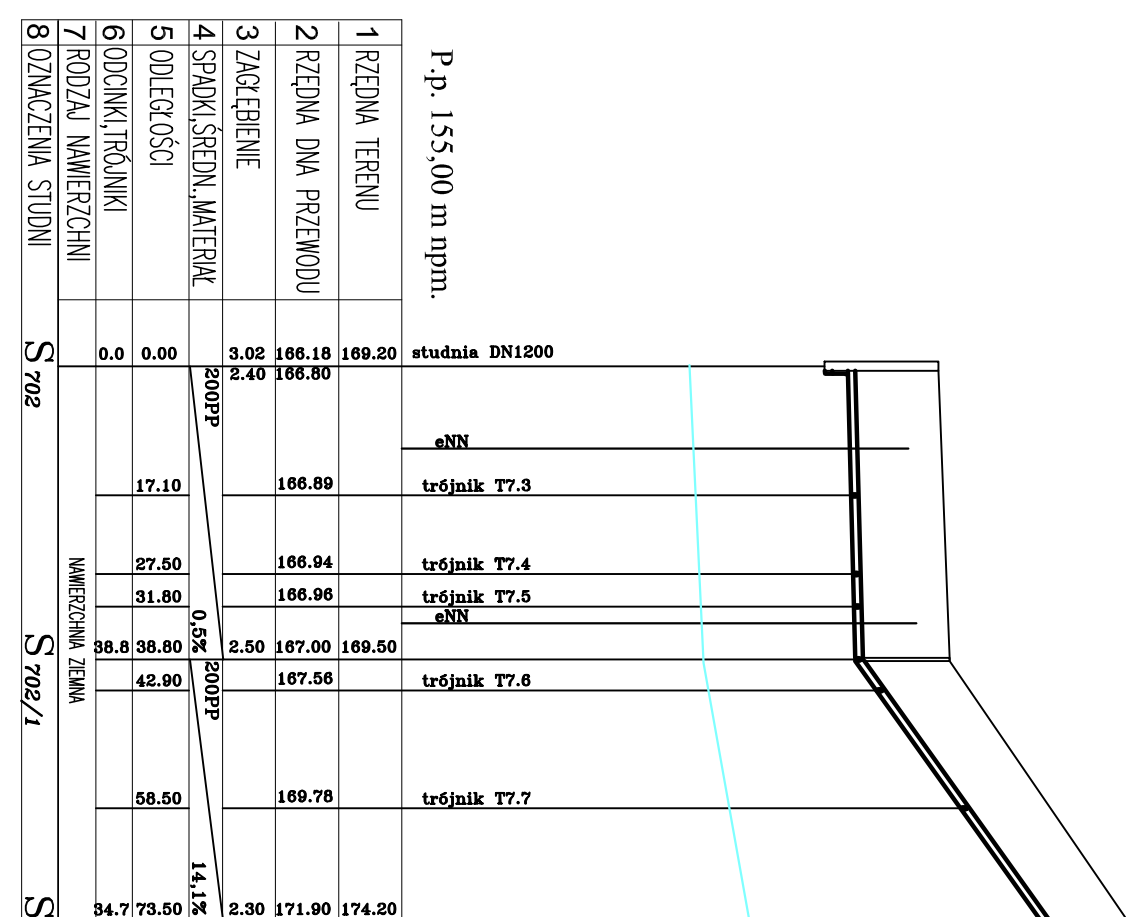 P.p. 155,00 m npm.
1 RZĘDNA TERENU
2 RZĘDNA DNA PRZEWODU
3 ZAGŁĘBIENIE
4 SPADKI,ŚREDN.,MATERIAŁ
5 ODLEGŁOŚCI
6 ODCINKI,TRÓJNIKI
7 RODZAJ NAWIERZCHNI
8 OZNACZENIA STUDNI
0.0 0.00 3.02 166.18 169.20 studnia DN1200
2.40 166.80
S702
200PP
eNN
17.10 166.89 trójnik T7.3
27.50 166.94 trójnik T7.4
31.80 166.96 trójnik T7.5
eNN
0,5%
38.8 38.80 2.50 167.00 169.50
S702/1
NAWIERZCHNIA ZIEMNA
200PP
42.90 167.56 trójnik T7.6
58.50 169.78 trójnik T7.7
14,1%
34.7 73.50 2.30 171.90 174.20
S